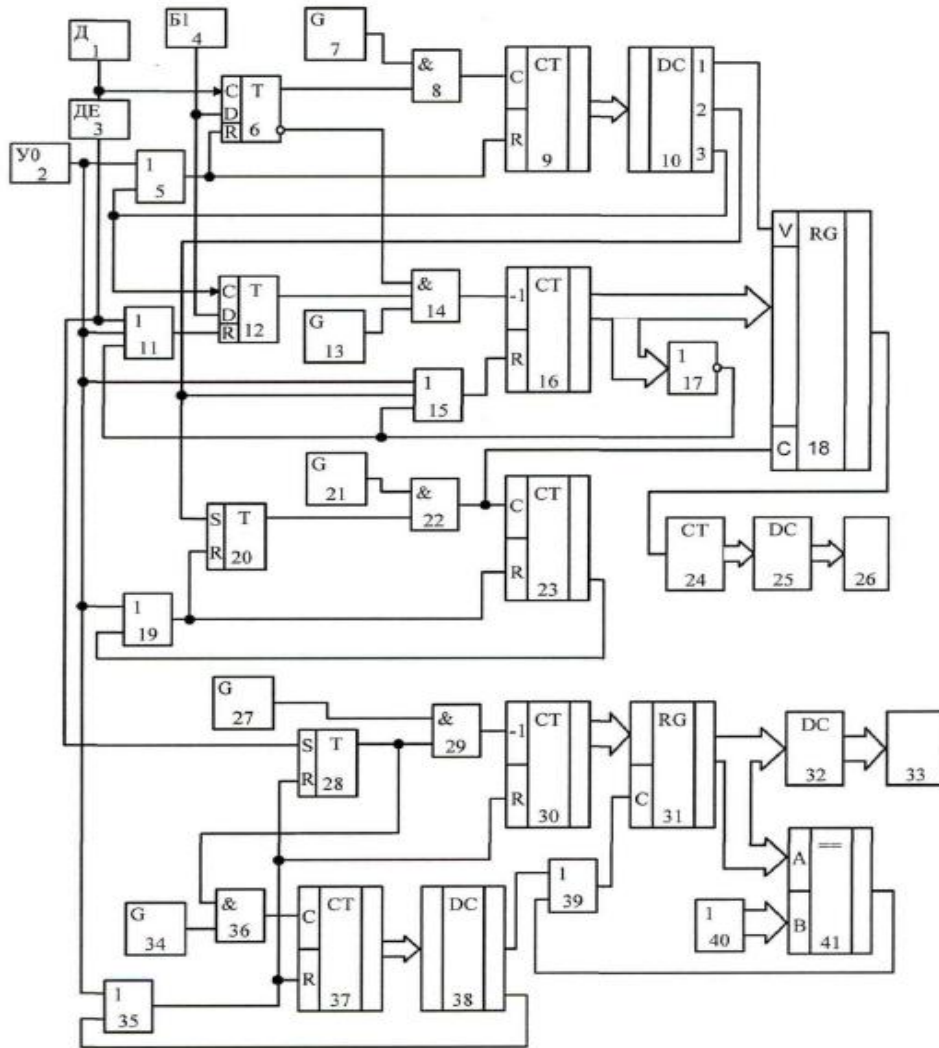 Д
1
Б1
4
G
7
&
8
C
R
CT
9
DC
10
1
2
3
ДЕ
3
C
D
R
T
6
У0
2
1
5
V
C
RG
18
C
D
R
T
12
&
14
-1
R
CT
16
1
11
G
13
1
15
1
17
G
21
&
22
C
R
CT
23
S
R
T
20
CT
24
DC
25
26
1
19
G
27
&
29
-1
R
CT
30
RG
C
31
DC
32
33
S
R
T
28
A
B
==
41
1
39
1
40
G
34
&
36
C
R
CT
37
DC
38
1
35